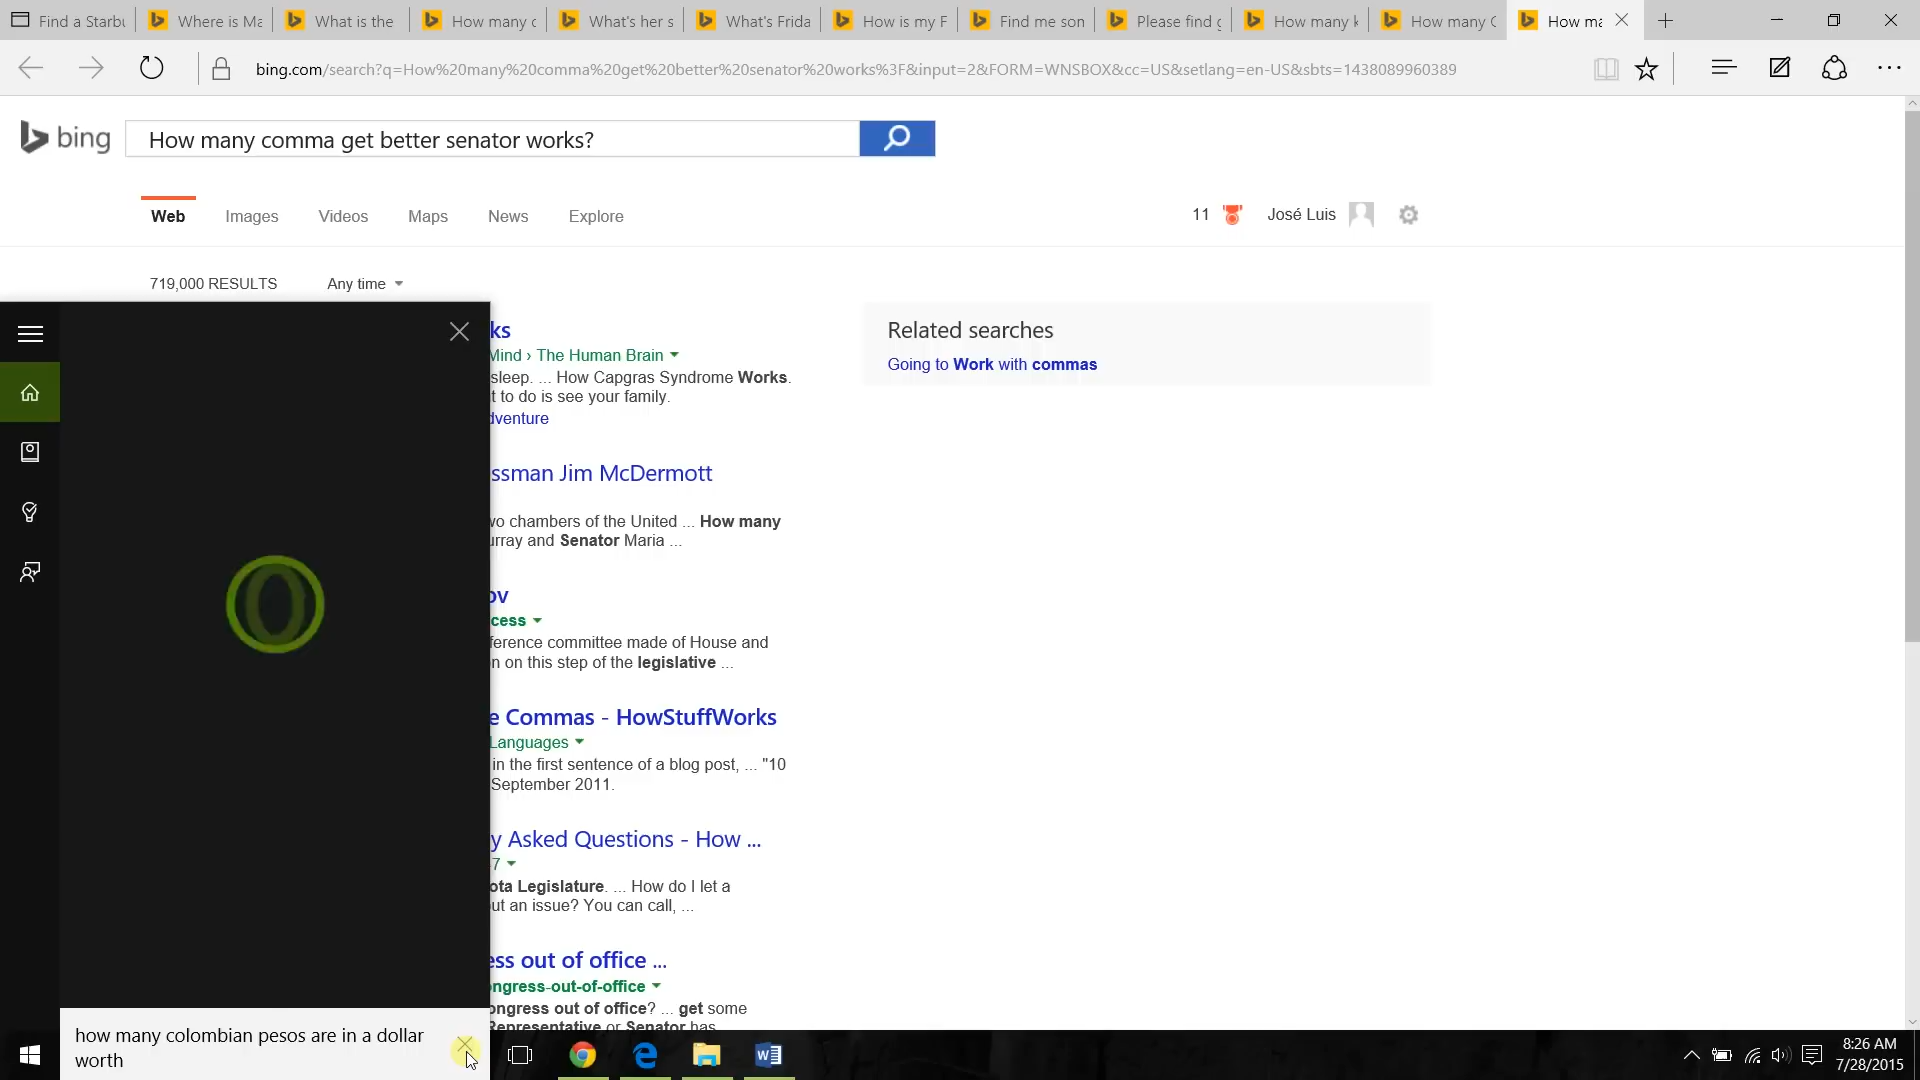 Find a Starbu
Where is Ma
What is the
How many c
What's her s
What's Frida
How is my F
Find me son
Please find g
How many k
How many C
How ma
bing.com/search?q=How%20many%20comma%20get%20better%20senator%20works%3F&input=2&FORM=WNSBOX&cc=US&setlang=en-US&sbts=1438089960389
bing
How many comma get better senator works?
Web Images Videos Maps News Explore
11 José Luis
719,000 RESULTS Any time
ks
Mind › The Human Brain
sleep. ... How Capgras Syndrome Works.
t to do is see your family.
dventure
Related searches
Going to Work with commas
ssman Jim McDermott
wo chambers of the United ... How many
urray and Senator Maria ...
ov
cess
ference committee made of House and
n on this step of the legislative ...
e Commas - HowStuffWorks
Languages
in the first sentence of a blog post, ... "10
September 2011.
y Asked Questions - How ...
7
ota Legislature. ... How do I let a
ut an issue? You can call, ...
ess out of office ...
ongress-out-of-office
ongress out of office? ... get some
Representative or Senator has
how many colombian pesos are in a dollar
worth
8:26 AM
7/28/2015